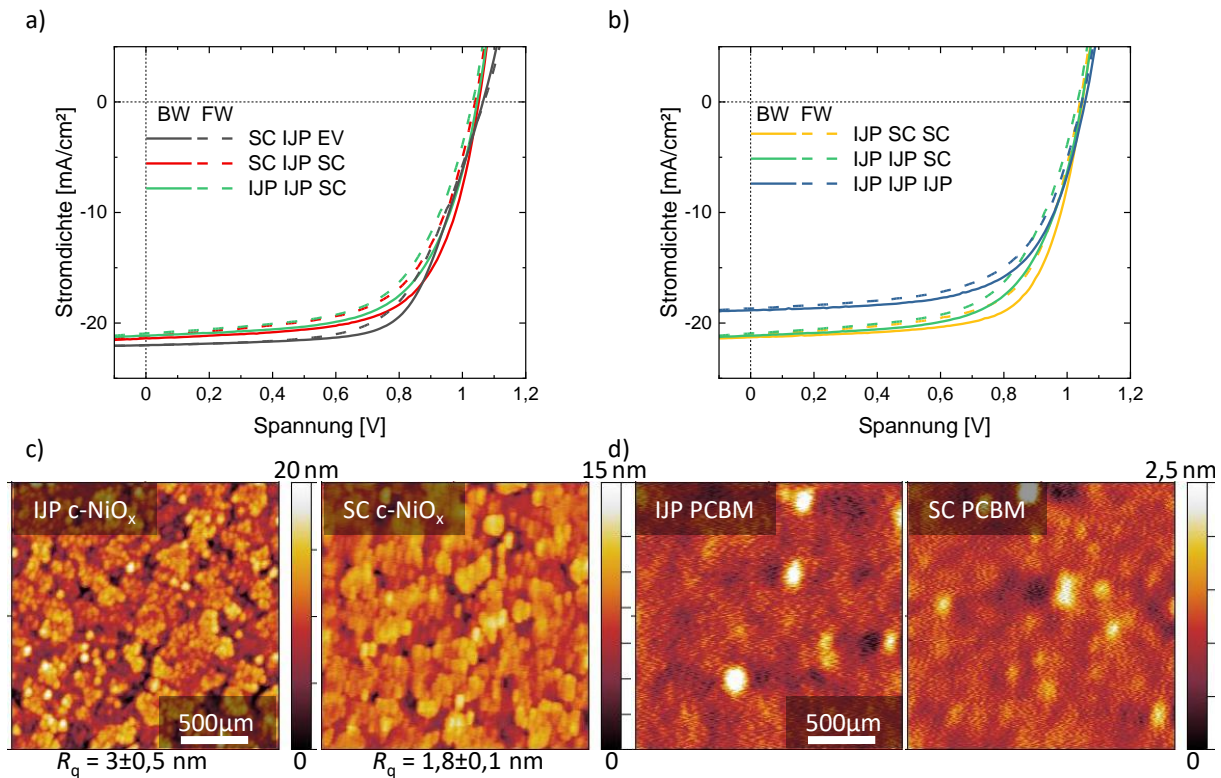 a)
Stromdichte [mA/cm²]
0
-10
-20
BW FW
SC IJP EV
SC IJP SC
IJP IJP SC
0 0,2 0,4 0,6 0,8 1 1,2
Spannung [V]
b)
Stromdichte [mA/cm²]
0
-10
-20
BW FW
IJP SC SC
IJP IJP SC
IJP IJP IJP
0 0,2 0,4 0,6 0,8 1 1,2
Spannung [V]
c)
20 nm
IJP c-NiOx
500µm
0
Rq = 3±0,5 nm
15 nm
SC c-NiOx
0
Rq = 1,8±0,1 nm
d)
IJP PCBM
500µm
2,5 nm
SC PCBM
0